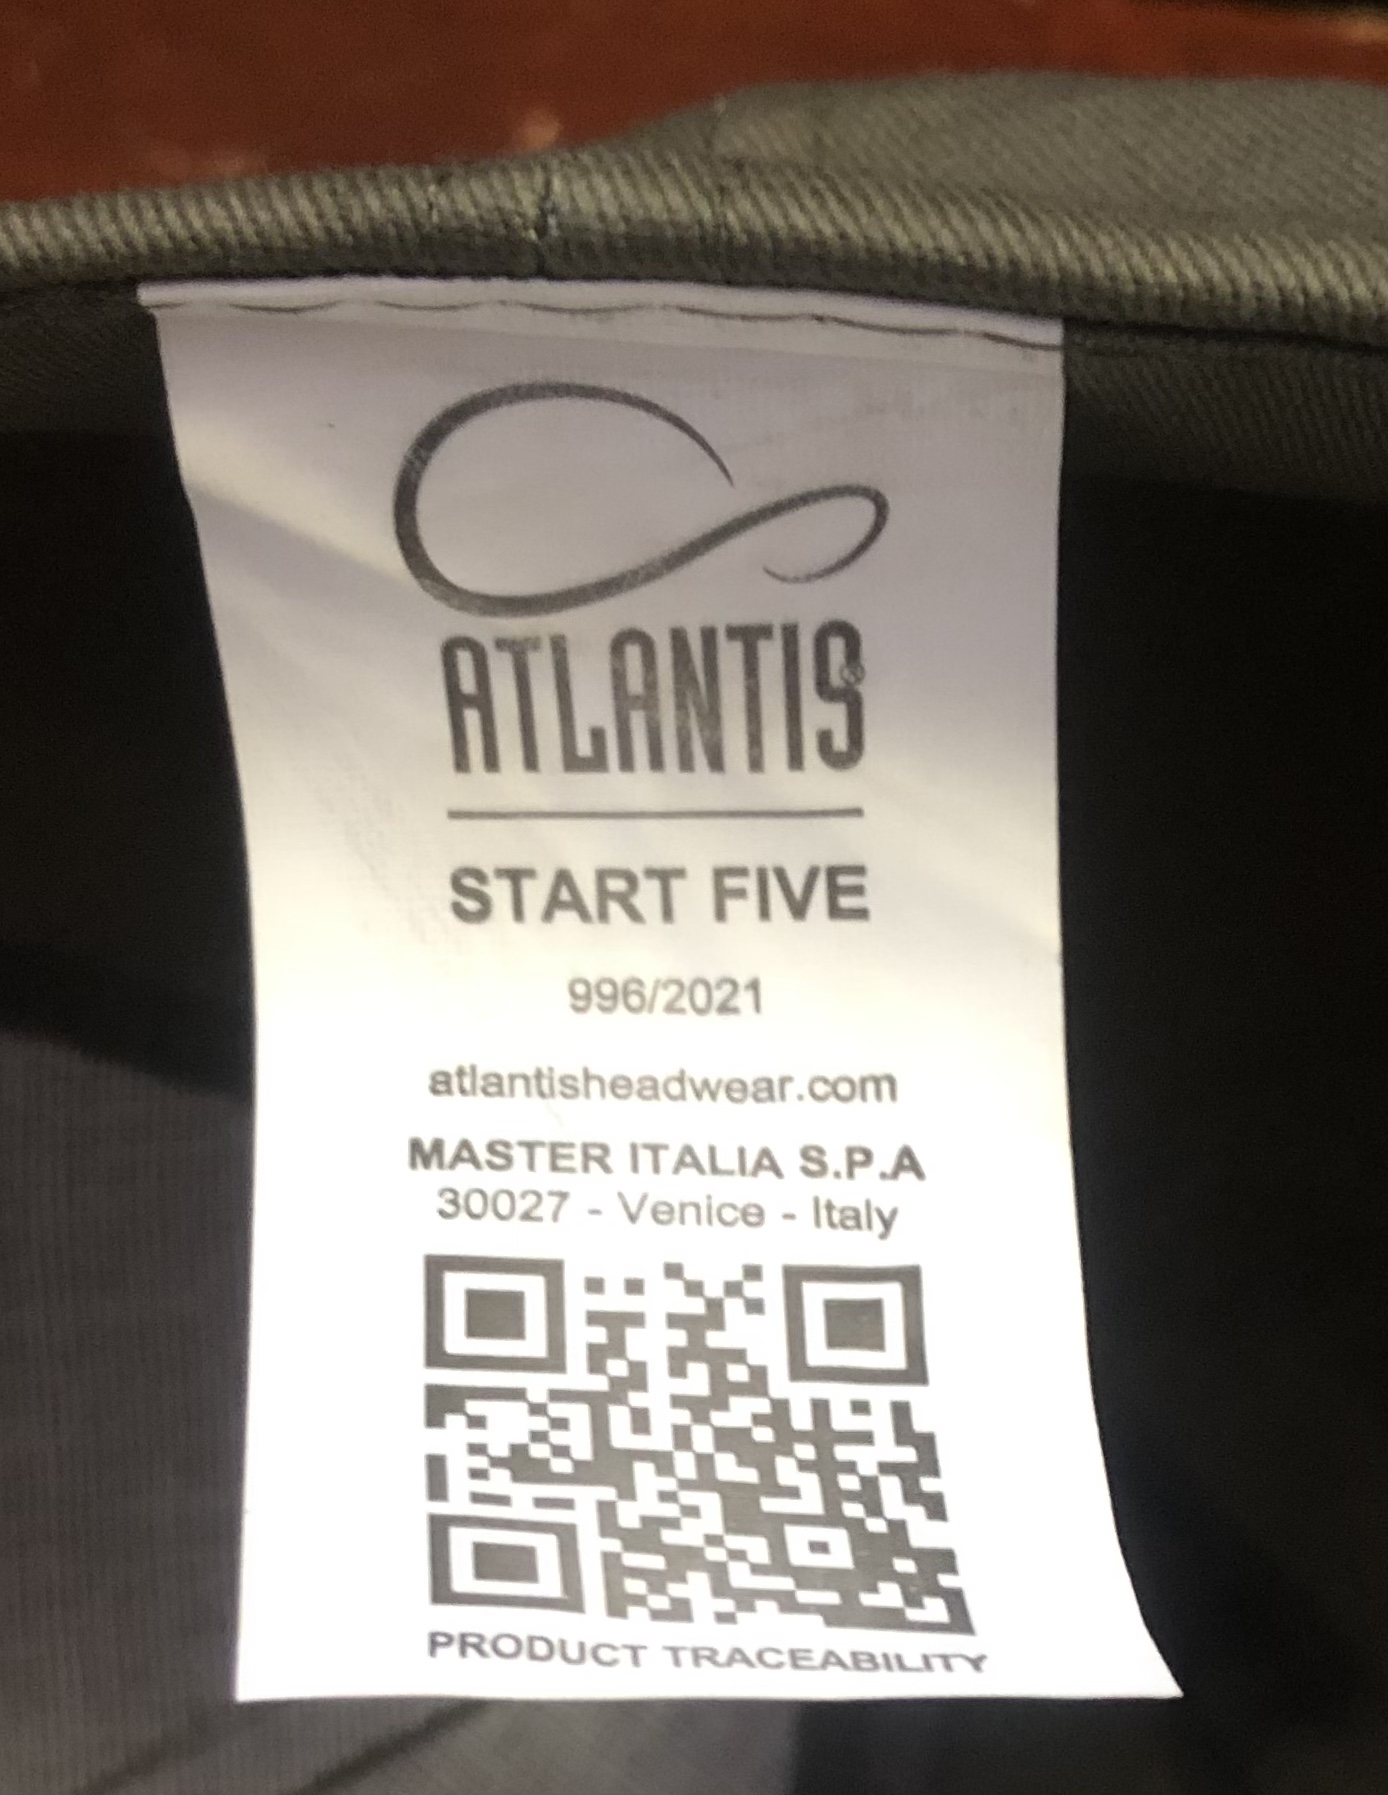 ATLANTIS®
START FIVE
996/2021
atlantisheadwear.com
MASTER ITALIA S.P.A
30027 - Venice - Italy
PRODUCT TRACEABILITY